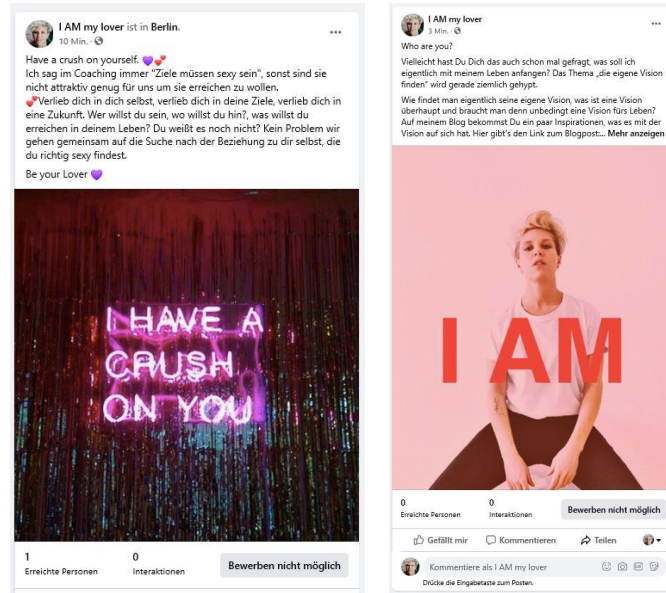 I AM my lover ist in Berlin.
10 Min. ·
Have a crush on yourself.
Ich sag im Coaching immer "Ziele müssen sexy sein", sonst sind sie
nicht attraktiv genug für uns um sie erreichen zu wollen.
Verlieb dich in dich selbst, verlieb dich in deine Ziele, verlieb dich in
eine Zukunft. Wer willst du sein, wo willst du hin?, was willst du
erreichen in deinem Leben? Du weißt es noch nicht? Kein Problem wir
gehen gemeinsam auf die Suche nach der Beziehung zu dir selbst, die
du richtig sexy findest.
Be your Lover
I HAVE A
CRUSH
ON YOU
1
Erreichte Personen
0
Interaktionen
Bewerben nicht möglich
I AM my lover
3 Min. ·
Who are you?
Vielleicht hast Du Dich das auch schon mal gefragt, was soll ich
eigentlich mit meinem Leben anfangen? Das Thema „die eigene Vision
finden" wird gerade ziemlich gehypt.
Wie findet man eigentlich seine eigene Vision, was ist eine Vision
überhaupt und braucht man denn unbedingt eine Vision fürs Leben?
Auf meinem Blog bekommst Du ein paar Inspirationen, was es mit der
Vision auf sich hat. Hier gibt's den Link zum Blogpost:... Mehr anzeigen
I AM
0
Erreichte Personen
0
Interaktionen
Bewerben nicht möglich
Gefällt mir
Kommentieren
Teilen
Kommentiere als I AM my lover
Drücke die Eingabetaste zum Posten.